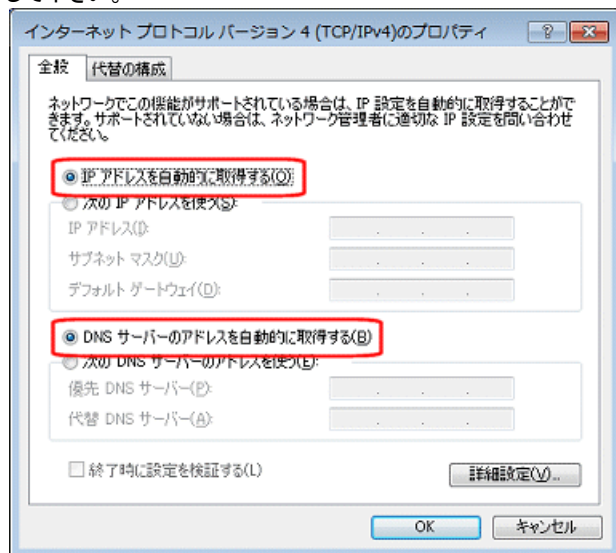 して下さい。
インターネット プロトコル バージョン 4 (TCP/IPv4)のプロパティ
全般 代替の構成
ネットワークでこの機能がサポートされている場合は、IP 設定を自動的に取得することがで
きます。サポートされていない場合は、ネットワーク管理者に適切な IP 設定を問い合わせ
てください。
IP アドレスを自動的に取得する(O)
次の IP アドレスを使う(S):
IP アドレス(I):
サブネット マスク(U):
デフォルト ゲートウェイ(D):
DNS サーバーのアドレスを自動的に取得する(B)
次の DNS サーバーのアドレスを使う(E):
優先 DNS サーバー(P):
代替 DNS サーバー(A):
終了時に設定を検証する(L)
詳細設定(V)...
OK キャンセル